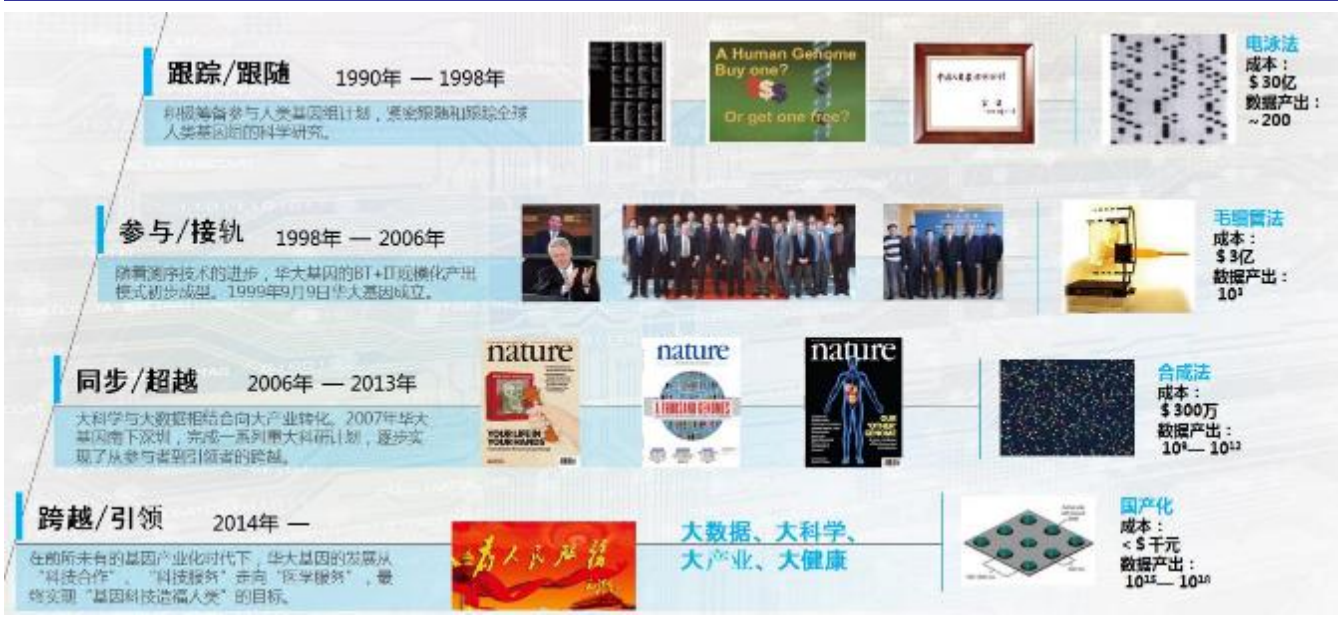 跟踪/跟随 1990年 — 1998年
积极筹备参与人类基因组计划，紧密跟随和跟踪全球
人类基因组的科学研究。
A Human Genome
Buy one?
$$$
Or get one free?
电泳法
成本：
$30亿
数据产出：
~200
参与/接轨 1998年 — 2006年
随着测序技术的进步，华大基因的BT+IT规模化产出
模式初步成型。1999年9月9日华大基因成立。
毛细管法
成本：
$3亿
数据产出：
10³
同步/超越 2006年 — 2013年
大科学与大数据相结合向大产业转化。2007年华大
基因南下深圳，完成一系列重大科研计划，逐步实
现了从参与者到引领者的跨越。
nature
YOUR LIFE IN
YOUR HANDS
nature
A THOUSAND GENOMES
nature
OUR
'OTHER'
GENOME
合成法
成本：
$300万
数据产出：
跨越/引领 2014年 —
在前所未有的基因产业化时代下，华大基因的发展从
“科技合作”、“科技服务”走向“医学服务”，最
终实现“基因科技造福人类”的目标。
为人民服务
大数据、大科学、
大产业、大健康
国产化
成本：
<$千元
数据产出：